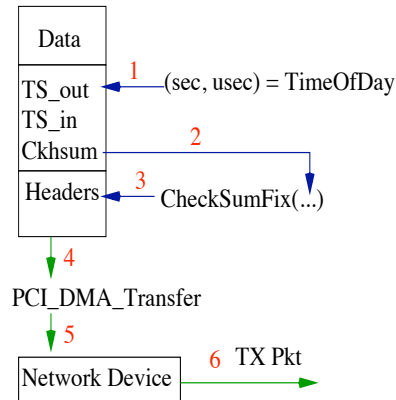 Data
1
TS_out
(sec, usec) = TimeOfDay
TS_in
2
Ckhsum
3
Headers
CheckSumFix(...)
4
PCI_DMA_Transfer
5
6
TX Pkt
Network Device